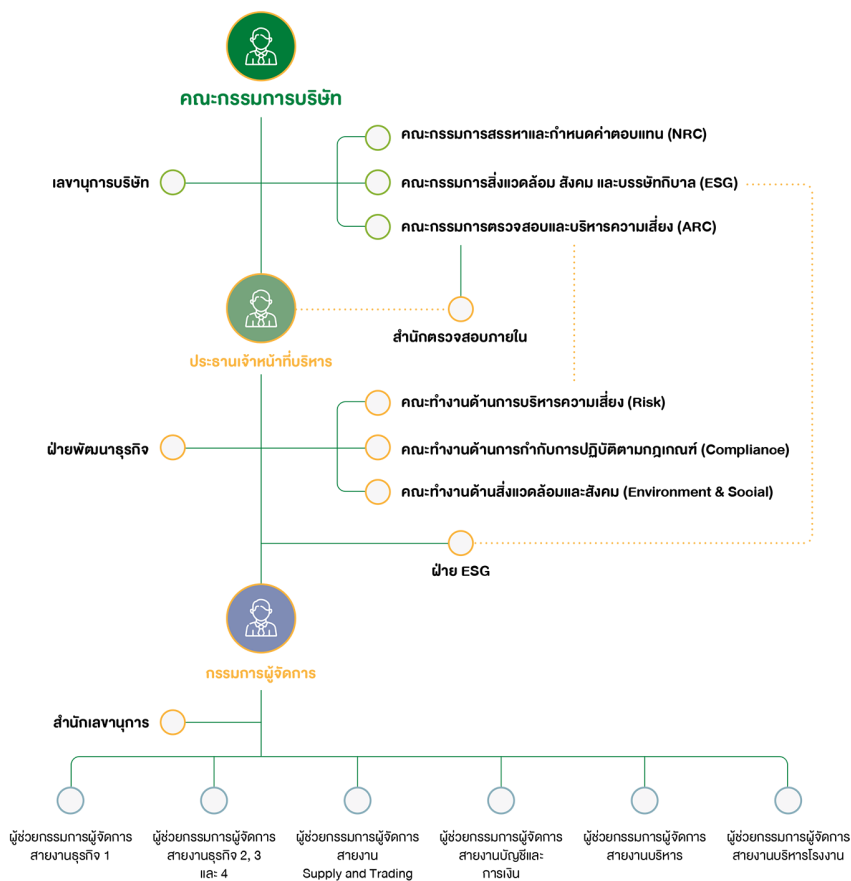 คณะกรรมการบริษัท
คณะกรรมการสรรหาและกำหนดค่าตอบแทน (NRC)
เลขานุการบริษัท
คณะกรรมการสิ่งแวดล้อม สังคม และบรรษัทภิบาล (ESG)
คณะกรรมการตรวจสอบและบริหารความเสี่ยง (ARC)
สำนักตรวจสอบภายใน
ประธานเจ้าหน้าที่บริหาร
คณะทำงานด้านการบริหารความเสี่ยง (Risk)
ฝ่ายพัฒนาธุรกิจ
คณะทำงานด้านการกำกับการปฏิบัติตามกฎเกณฑ์ (Compliance)
คณะทำงานด้านสิ่งแวดล้อมและสังคม (Environment & Social)
ฝ่าย ESG
กรรมการผู้จัดการ
สำนักเลขานุการ
ผู้ช่วยกรรมการผู้จัดการ
สายงานธุรกิจ 1
ผู้ช่วยกรรมการผู้จัดการ
สายงานธุรกิจ 2, 3
และ 4
ผู้ช่วยกรรมการผู้จัดการ
สายงาน
Supply and Trading
ผู้ช่วยกรรมการผู้จัดการ
สายงานบัญชีและ
การเงิน
ผู้ช่วยกรรมการผู้จัดการ
สายงานบริหาร
ผู้ช่วยกรรมการผู้จัดการ
สายงานบริหารโรงงาน